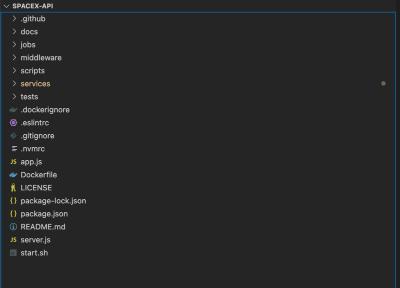 SPACEX-API
.github
docs
jobs
middleware
scripts
services
tests
.dockerignore
.eslintrc
.gitignore
.nvmrc
JS app.js
Dockerfile
LICENSE
{} package-lock.json
{} package.json
README.md
JS server.js
start.sh